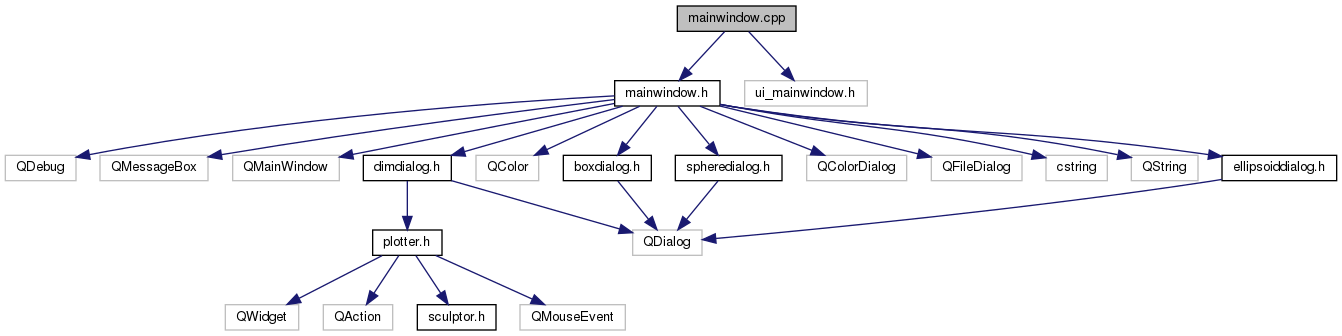 mainwindow.cpp
mainwindow.h
ui_mainwindow.h
QDebug
QMessageBox
QMainWindow
dimdialog.h
QColor
boxdialog.h
spheredialog.h
QColorDialog
QFileDialog
cstring
QString
ellipsoiddialog.h
plotter.h
QDialog
QWidget
QAction
sculptor.h
QMouseEvent